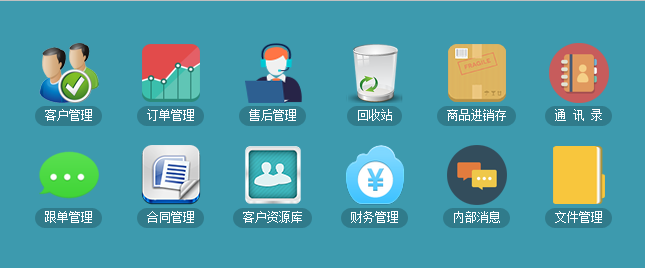 客户管理
订单管理
售后管理
回收站
商品进销存
通 讯 录
跟单管理
合同管理
客户资源库
财务管理
内部消息
文件管理